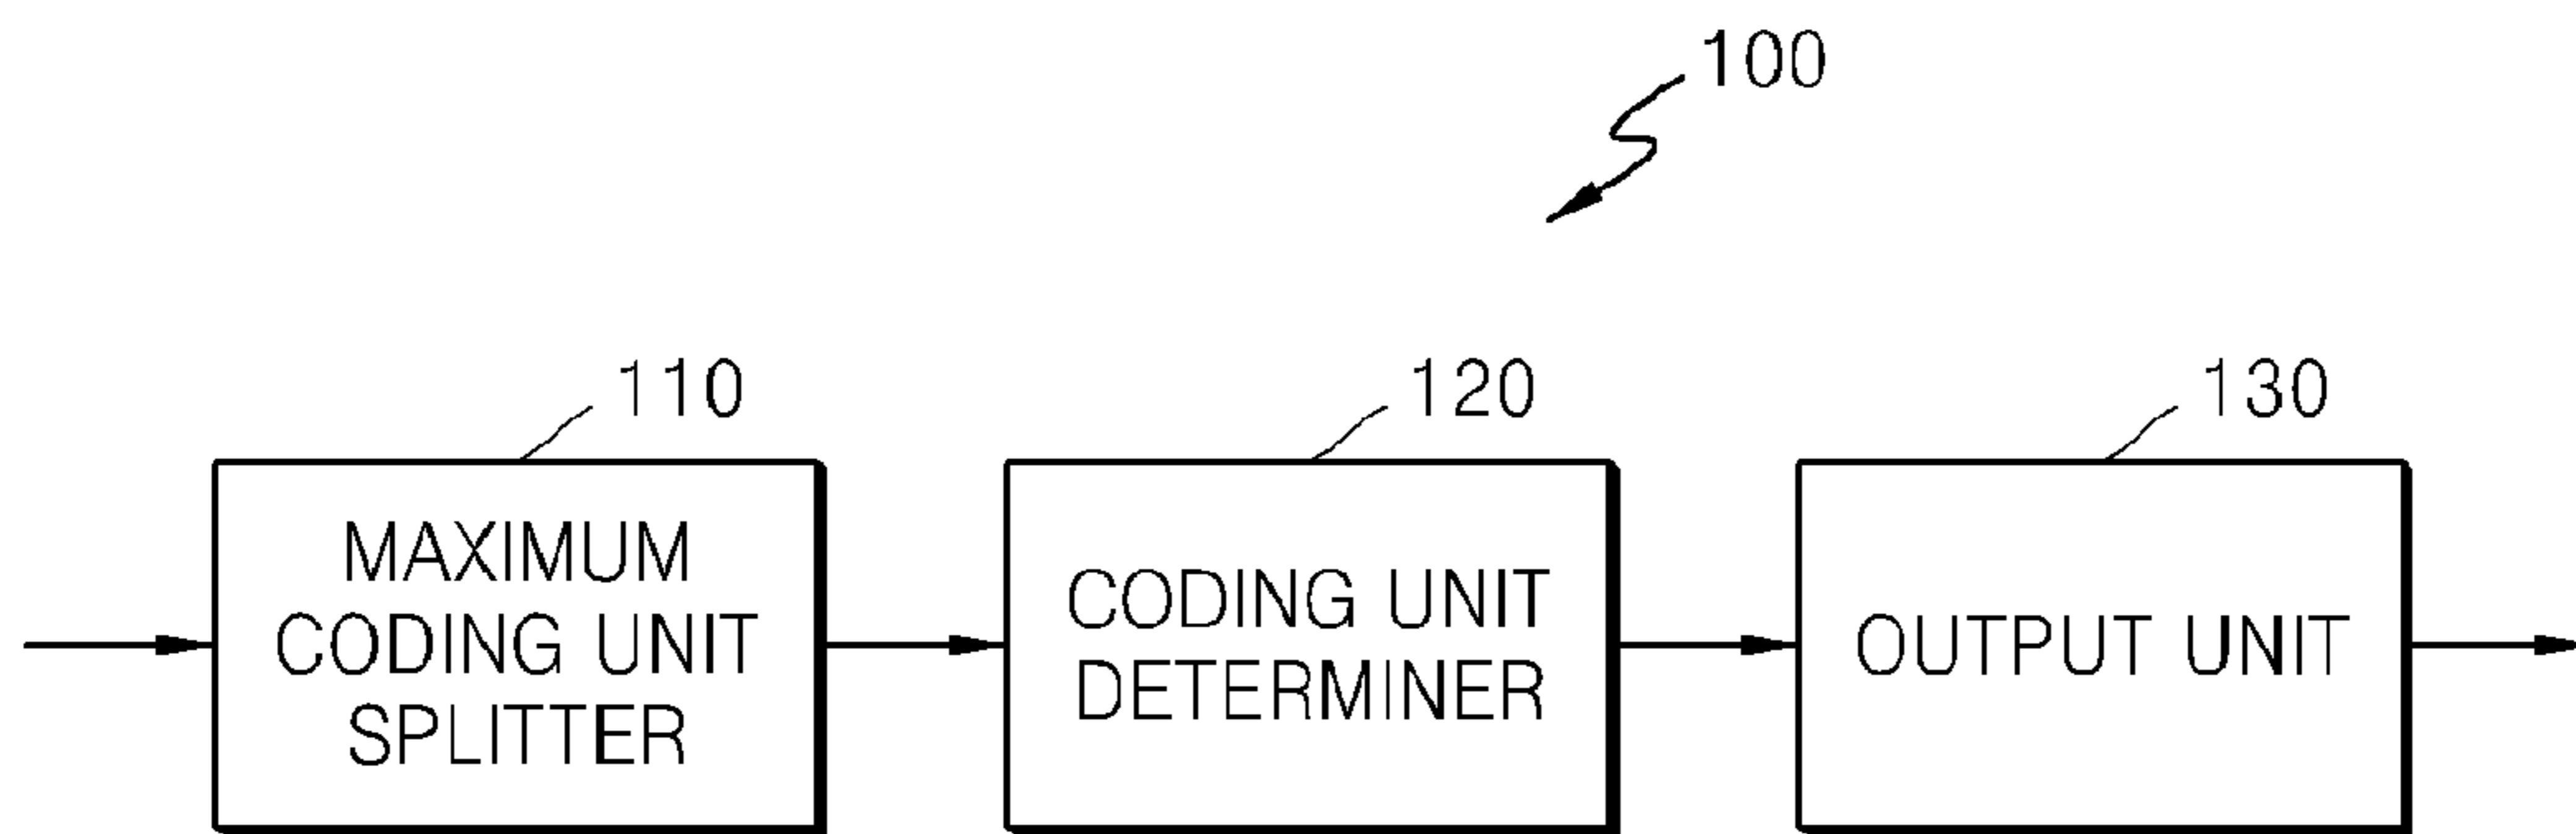 100
110
120
130
MAXIMUM
CODING UNIT
SPLITTER
CODING UNIT
DETERMINER
OUTPUT UNIT